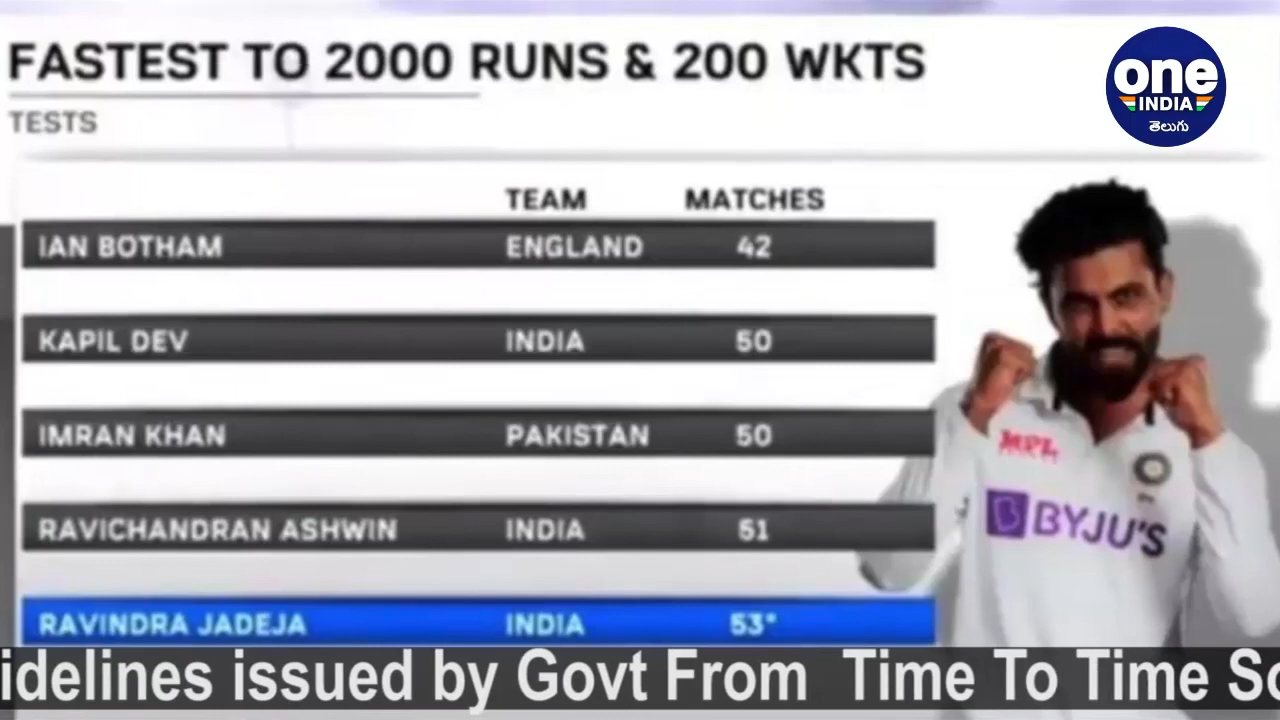 FASTEST TO 2000 RUNS & 200 WKTS
TESTS
one
INDIA
తెలుగు
TEAM MATCHES
IAN BOTHAM ENGLAND 42
KAPIL DEV INDIA 50
IMRAN KHAN PAKISTAN 50
RAVICHANDRAN ASHWIN INDIA 51
RAVINDRA JADEJA INDIA 53*
MPL
BYJU'S
idelines issued by Govt From Time To Time So